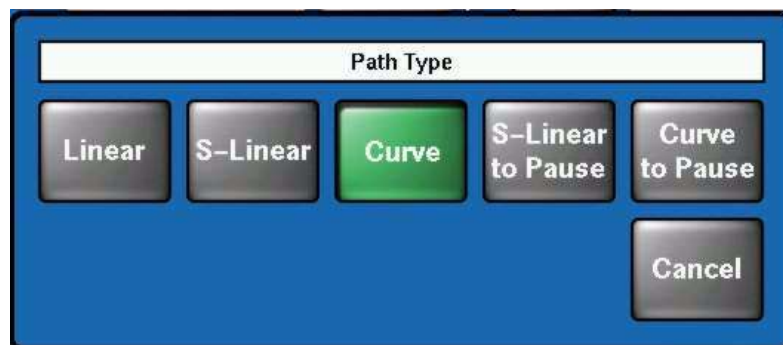 Path Type
Linear
S-Linear
Curve
S-Linear
to Pause
Curve
to Pause
Cancel